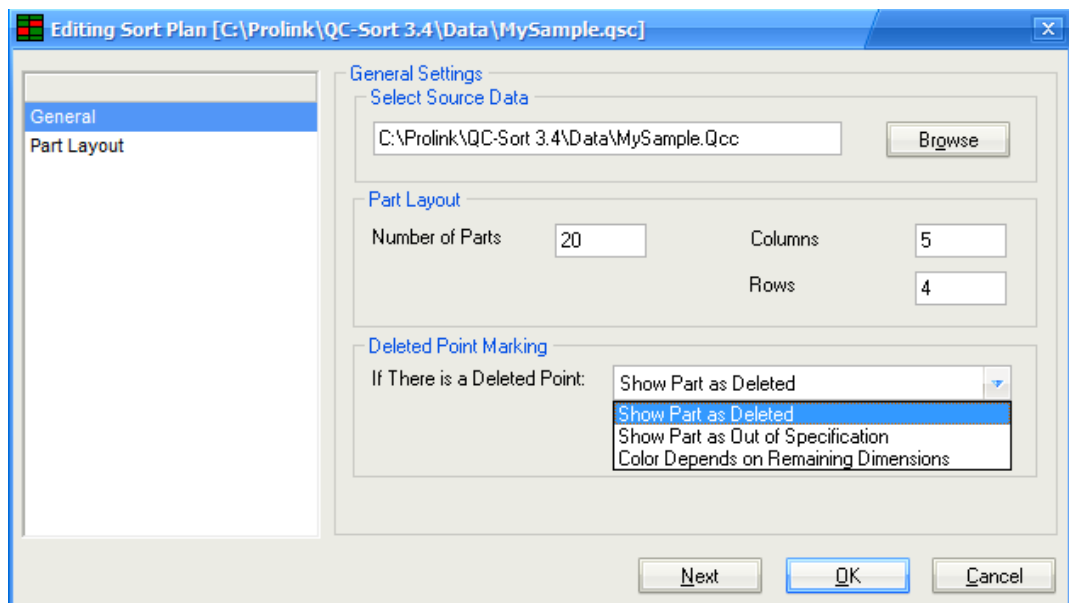 Editing Sort Plan [C:\Prolink\QC-Sort 3.4\Data\MySample.qsc]
General
Part Layout
General Settings
Select Source Data
C:\Prolink\QC-Sort 3.4\Data\MySample.Qcc
Browse
Part Layout
Number of Parts 20 Columns 5
Rows 4
Deleted Point Marking
If There is a Deleted Point: Show Part as Deleted
Show Part as Deleted
Show Part as Out of Specification
Color Depends on Remaining Dimensions
Next OK Cancel